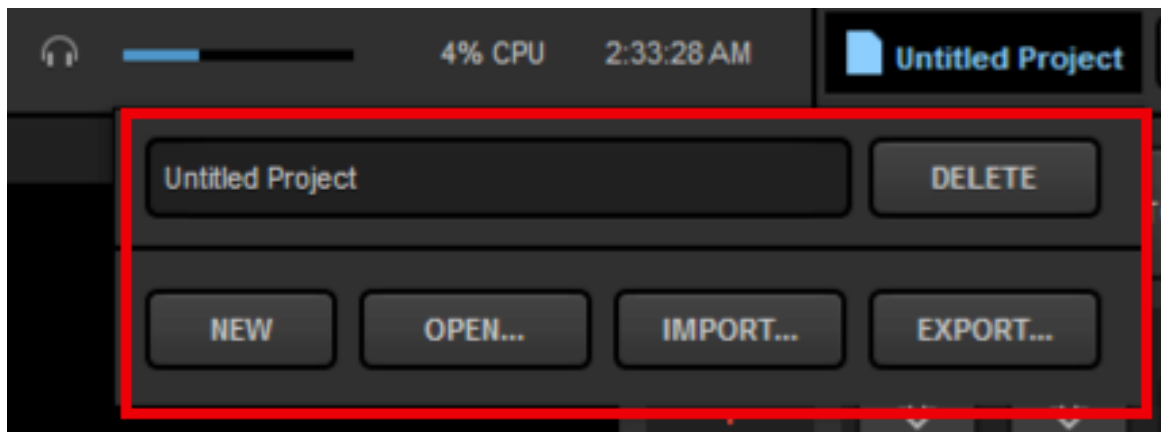 4% CPU 2:33:28 AM Untitled Project
Untitled Project DELETE
NEW OPEN... IMPORT... EXPORT...